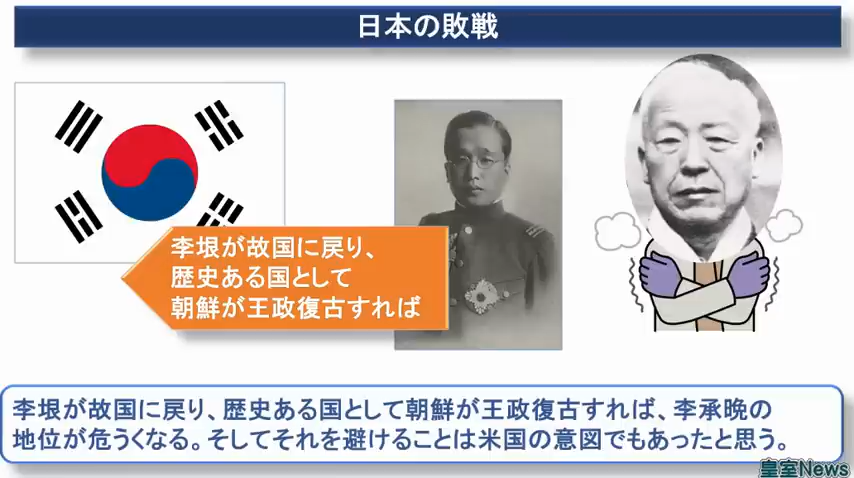 日本の敗戦
李垠が故国に戻り、
歴史ある国として
朝鮮が王政復古すれば
李垠が故国に戻り、歴史ある国として朝鮮が王政復古すれば、李承晩の
地位が危うくなる。そしてそれを避けることは米国の意図でもあったと思う。
皇室News